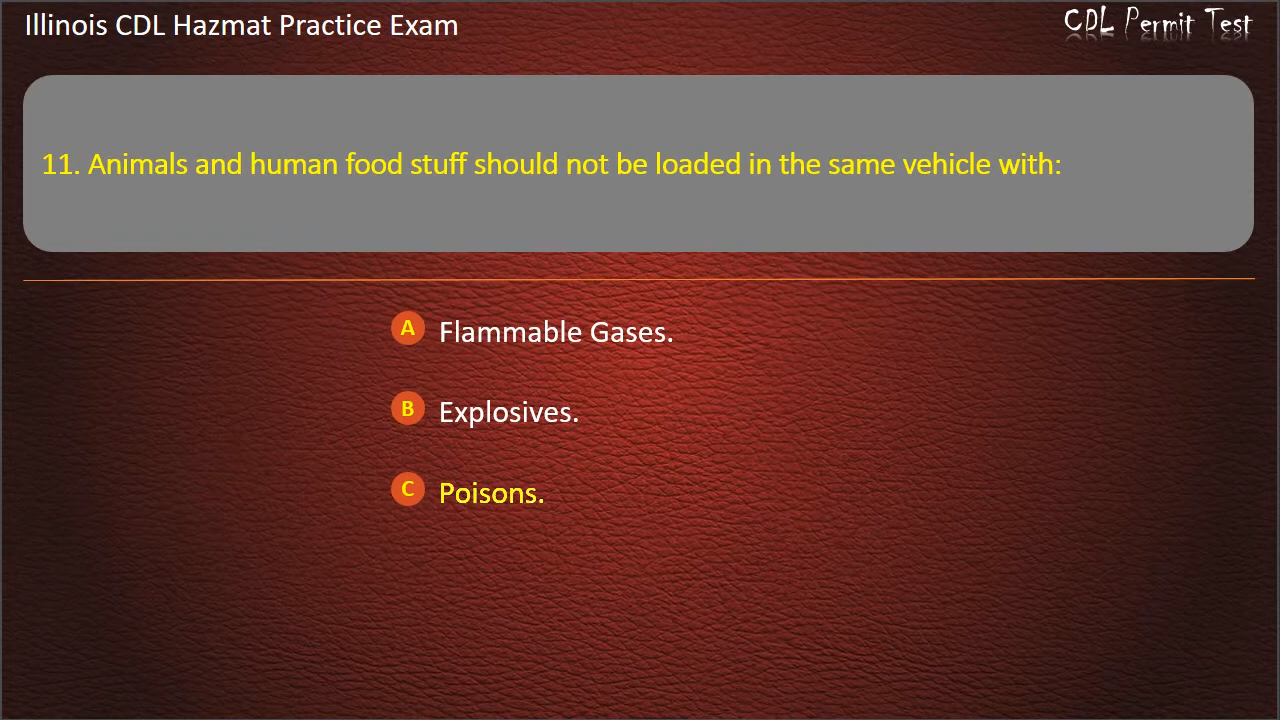 Illinois CDL Hazmat Practice Exam
CDL Permit Test
11. Animals and human food stuff should not be loaded in the same vehicle with:
A Flammable Gases.
B Explosives.
C Poisons.